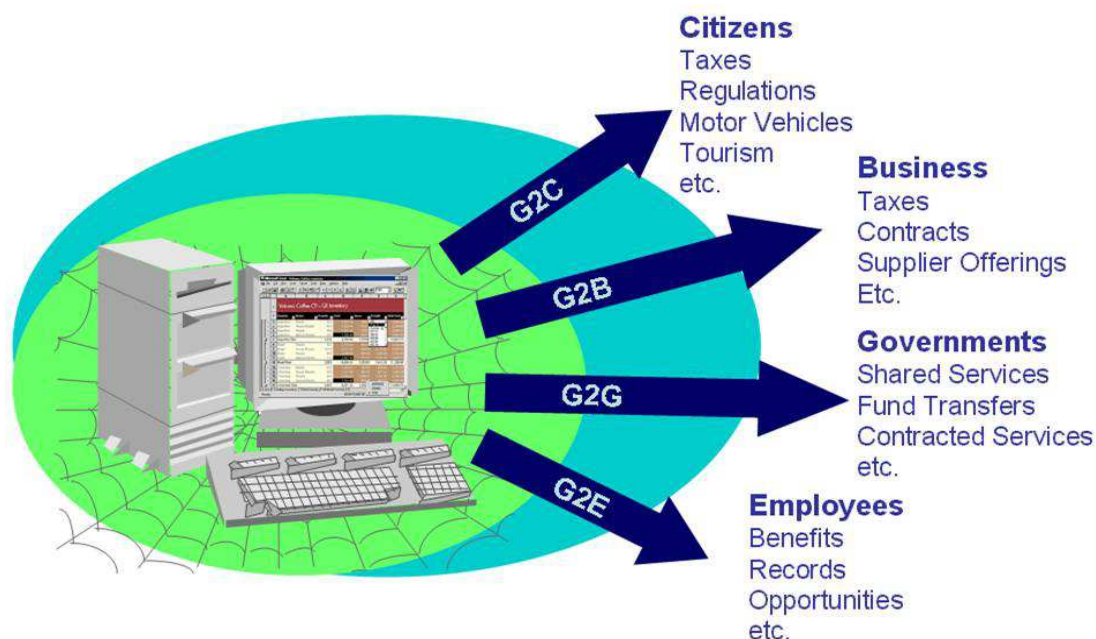 Citizens
Taxes
Regulations
Motor Vehicles
Tourism
etc.
G2C
Business
Taxes
Contracts
Supplier Offerings
Etc.
G2B
Governments
Shared Services
Fund Transfers
Contracted Services
etc.
G2G
Employees
Benefits
Records
Opportunities
etc.
G2E